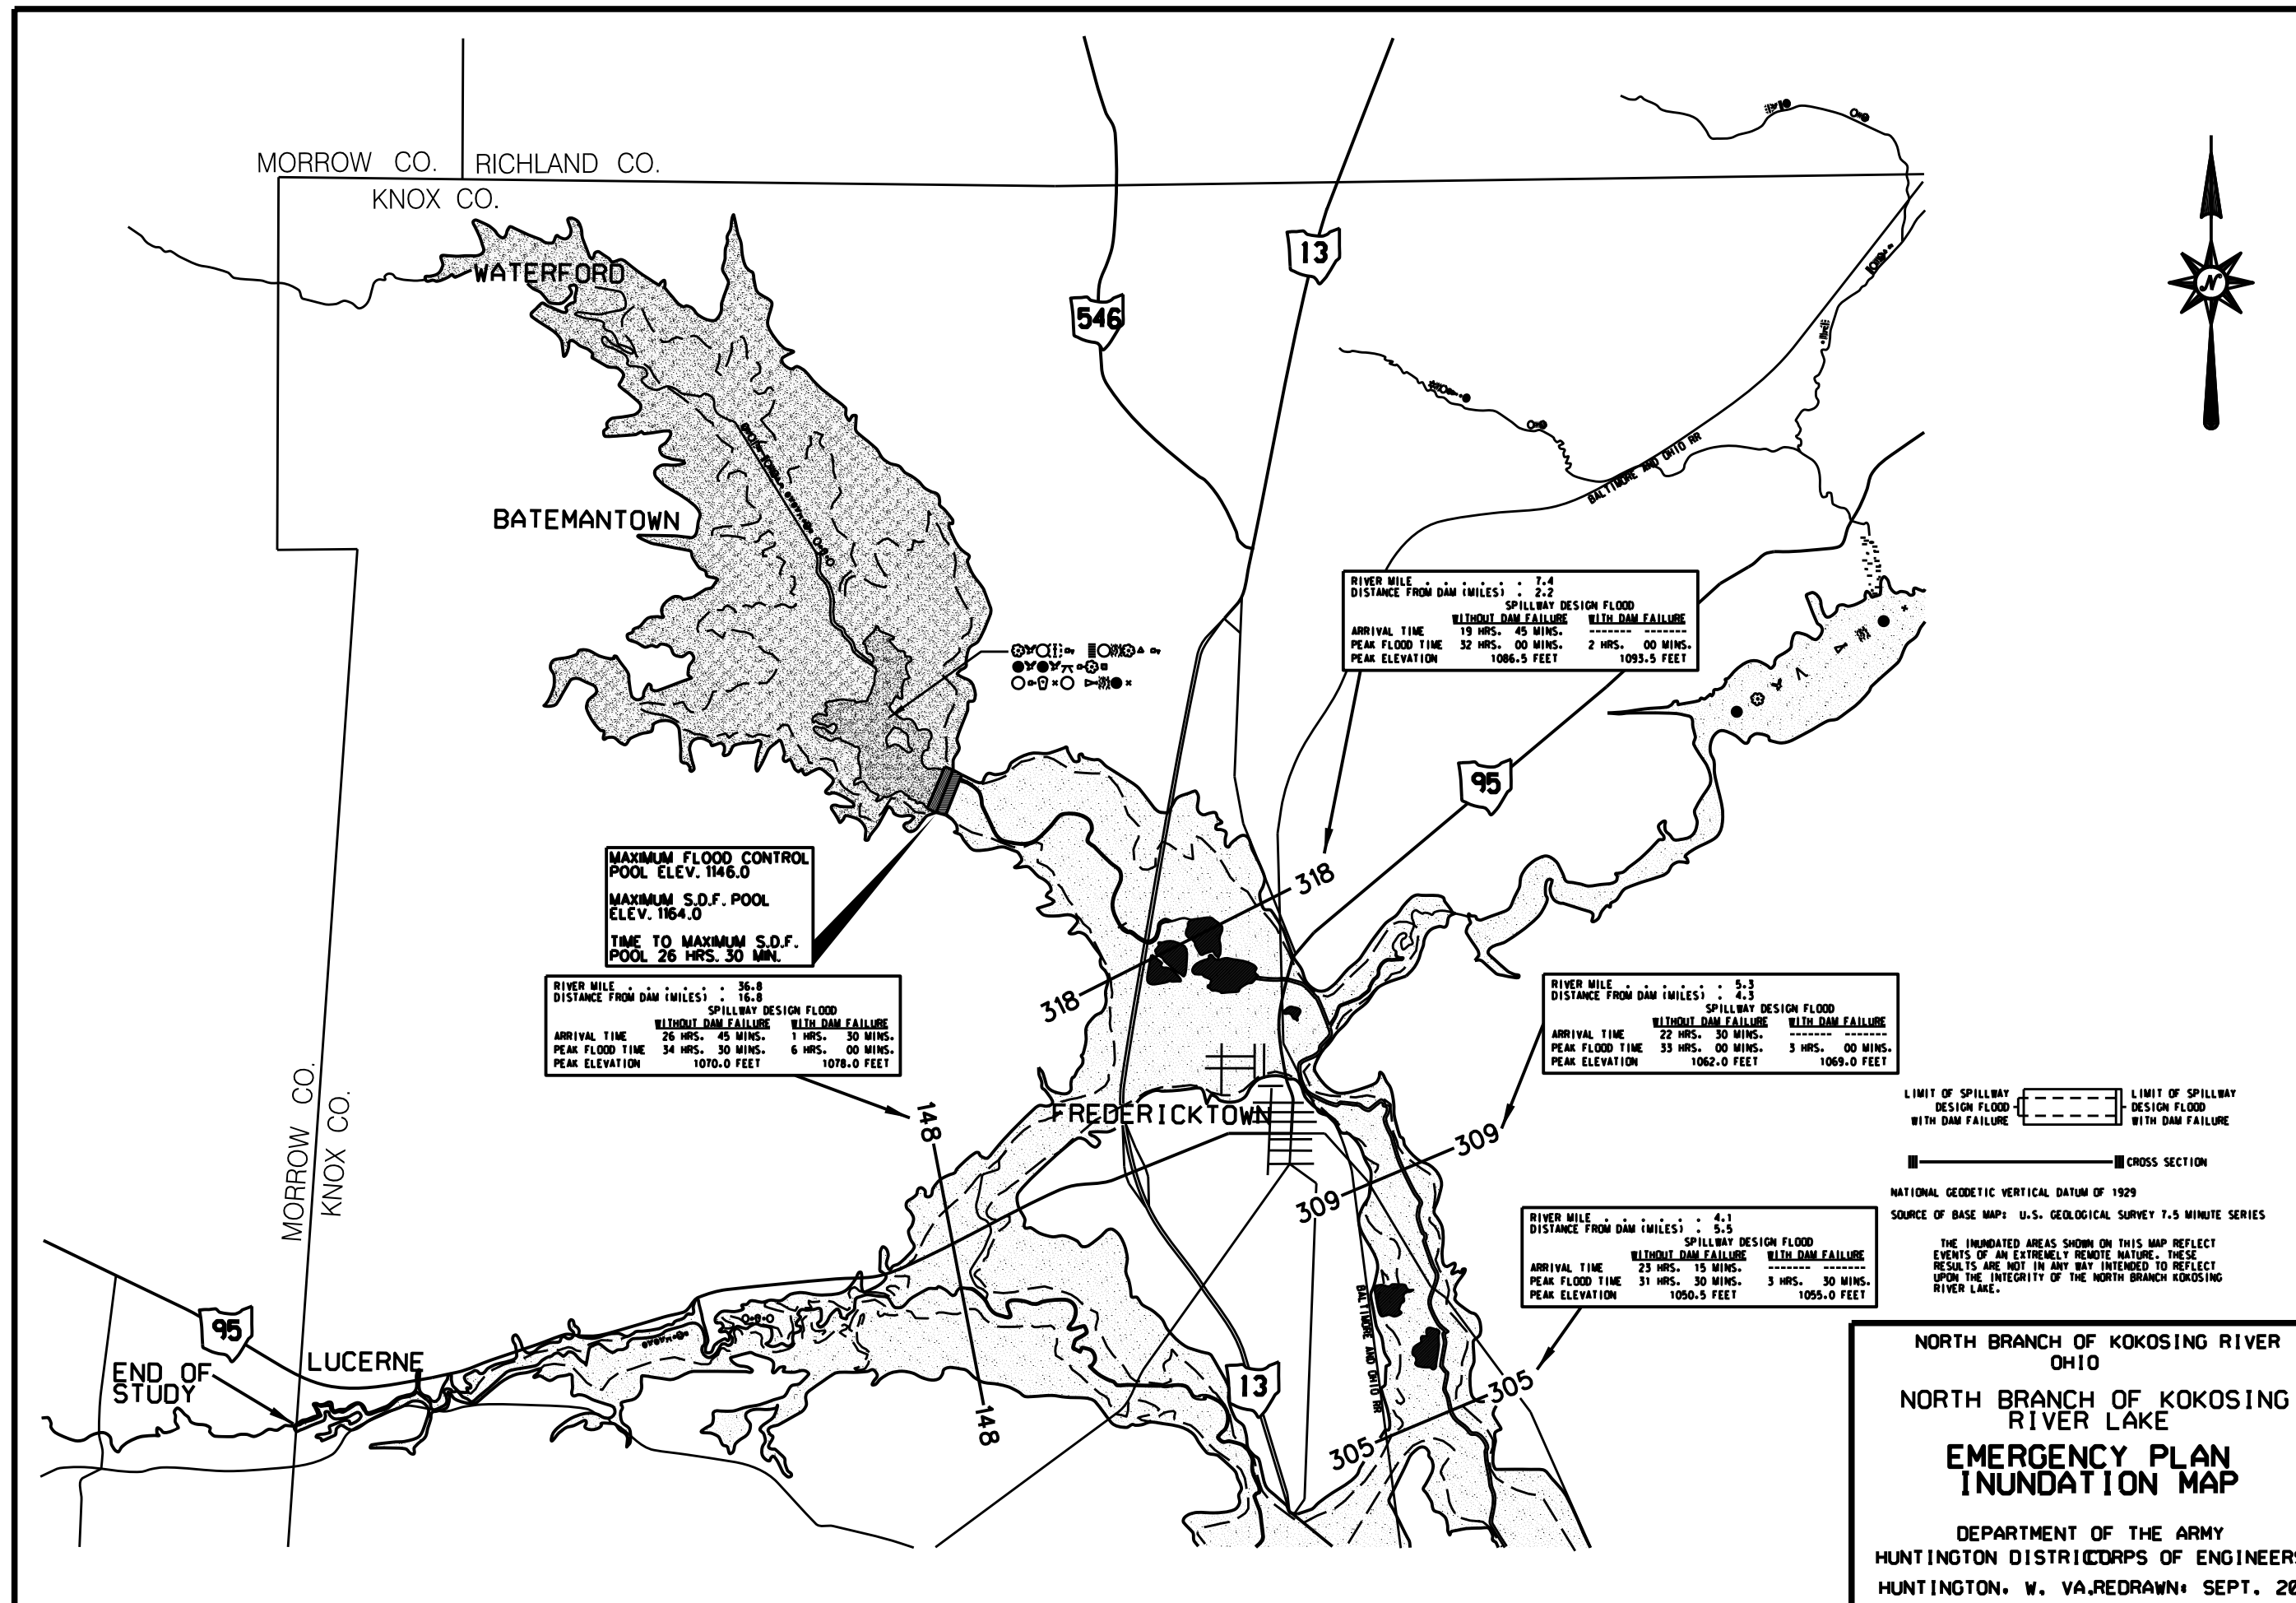 MORROW CO.
RICHLAND CO.
KNOX CO.
WATERFORD
13
546
BATEMANTOWN
BALTIMORE AND OHIO RR
RIVER MILE . . . . . . 7.4
DISTANCE FROM DAM (MILES) . 2.2
SPILLWAY DESIGN FLOOD
WITHOUT DAM FAILURE WITH DAM FAILURE
ARRIVAL TIME 19 HRS. 45 MINS. ------- -------
PEAK FLOOD TIME 32 HRS. 00 MINS. 2 HRS. 00 MINS.
PEAK ELEVATION 1086.5 FEET 1093.5 FEET
95
MAXIMUM FLOOD CONTROL
POOL ELEV. 1146.0
MAXIMUM S.D.F. POOL
ELEV. 1164.0
TIME TO MAXIMUM S.D.F.
POOL 26 HRS. 30 MIN.
318
318
RIVER MILE . . . . . . 36.8
DISTANCE FROM DAM (MILES) . 16.8
SPILLWAY DESIGN FLOOD
WITHOUT DAM FAILURE WITH DAM FAILURE
ARRIVAL TIME 26 HRS. 45 MINS. 1 HRS. 30 MINS.
PEAK FLOOD TIME 34 HRS. 30 MINS. 6 HRS. 00 MINS.
PEAK ELEVATION 1070.0 FEET 1078.0 FEET
RIVER MILE . . . . . . 5.3
DISTANCE FROM DAM (MILES) . 4.3
SPILLWAY DESIGN FLOOD
WITHOUT DAM FAILURE WITH DAM FAILURE
ARRIVAL TIME 22 HRS. 30 MINS. ------- -------
PEAK FLOOD TIME 33 HRS. 00 MINS. 3 HRS. 00 MINS.
PEAK ELEVATION 1062.0 FEET 1069.0 FEET
MORROW CO.
KNOX CO.
148
FREDERICKTOWN
309
309
LIMIT OF SPILLWAY
DESIGN FLOOD
WITH DAM FAILURE
LIMIT OF SPILLWAY
DESIGN FLOOD
WITH DAM FAILURE
CROSS SECTION
NATIONAL GEODETIC VERTICAL DATUM OF 1929
SOURCE OF BASE MAP: U.S. GEOLOGICAL SURVEY 7.5 MINUTE SERIES
THE INUNDATED AREAS SHOWN ON THIS MAP REFLECT
EVENTS OF AN EXTREMELY REMOTE NATURE. THESE
RESULTS ARE NOT IN ANY WAY INTENDED TO REFLECT
UPON THE INTEGRITY OF THE NORTH BRANCH KOKOSING
RIVER LAKE.
RIVER MILE . . . . . . 4.1
DISTANCE FROM DAM (MILES) . 5.5
SPILLWAY DESIGN FLOOD
WITHOUT DAM FAILURE WITH DAM FAILURE
ARRIVAL TIME 23 HRS. 15 MINS. ------- -------
PEAK FLOOD TIME 31 HRS. 30 MINS. 3 HRS. 30 MINS.
PEAK ELEVATION 1050.5 FEET 1055.0 FEET
BALTIMORE AND OHIO RR
95
LUCERNE
END OF
STUDY
13
148
305
305
NORTH BRANCH OF KOKOSING RIVER
OHIO
NORTH BRANCH OF KOKOSING
RIVER LAKE
EMERGENCY PLAN
INUNDATION MAP
DEPARTMENT OF THE ARMY
HUNTINGTON DISTRICT CORPS OF ENGINEERS
HUNTINGTON, W. VA. REDRAWN: SEPT. 20
N